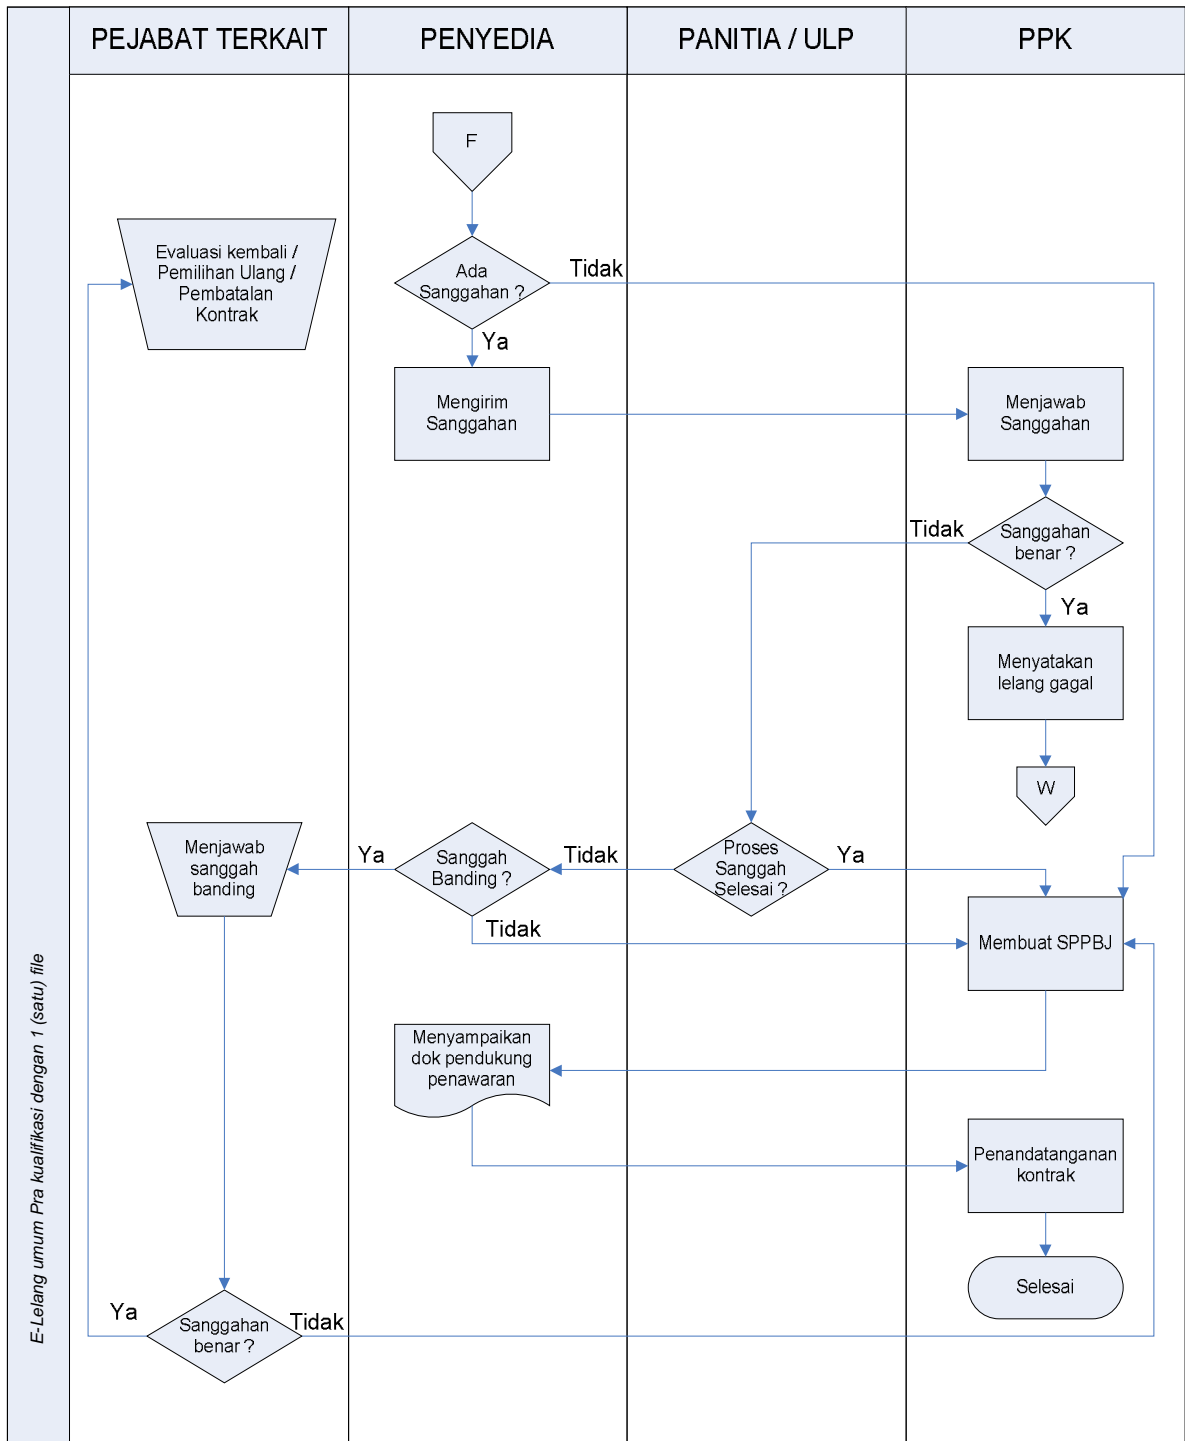 PEJABAT TERKAIT
PENYEDIA
PANITIA / ULP
PPK
F
Evaluasi kembali /
Pemilihan Ulang /
Pembatalan
Kontrak
Ada
Sanggahan ?
Tidak
Ya
Mengirim
Sanggahan
Menjawab
Sanggahan
Tidak
Sanggahan
benar ?
Ya
Menyatakan
lelang gagal
W
Menjawab
sanggah
banding
Ya
Sanggah
Banding ?
Tidak
Proses
Sanggah
Selesai ?
Ya
Tidak
Membuat SPPBJ
Menyampaikan
dok pendukung
penawaran
Penandatanganan
kontrak
Selesai
Ya
Sanggahan
benar ?
Tidak
E-Lelang umum Pra kualifikasi dengan 1 (satu) file